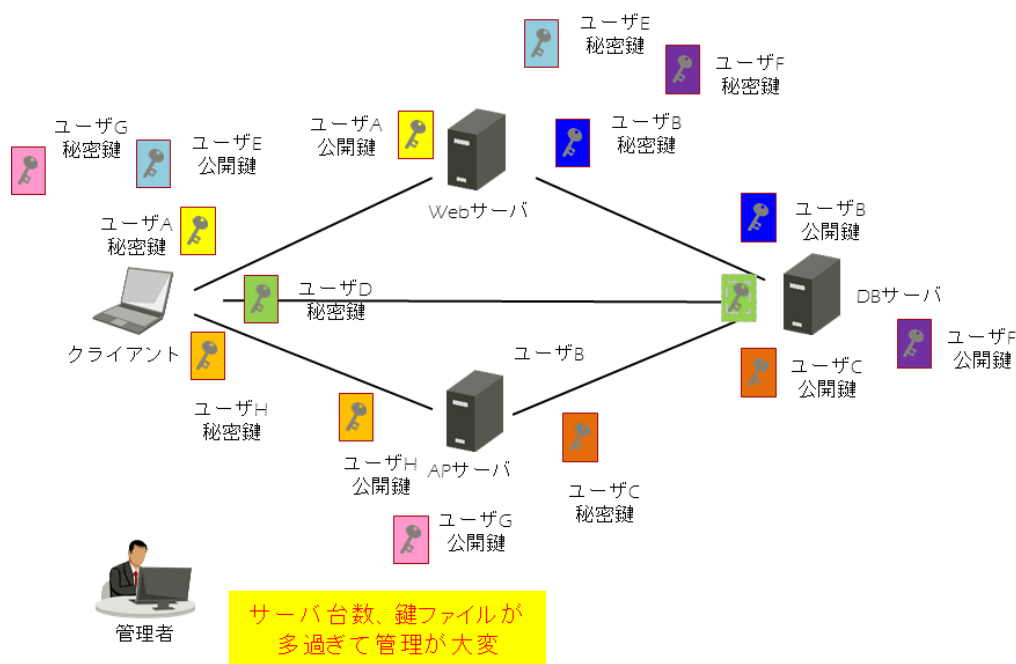 ユーザE
秘密鍵
ユーザF
秘密鍵
ユーザG
秘密鍵
ユーザE
公開鍵
ユーザA
公開鍵
ユーザB
秘密鍵
ユーザA
秘密鍵
Webサーバ
ユーザB
公開鍵
ユーザD
秘密鍵
DBサーバ
クライアント
ユーザB
ユーザC
公開鍵
ユーザF
公開鍵
ユーザH
秘密鍵
ユーザH
公開鍵
APサーバ
ユーザC
秘密鍵
ユーザG
公開鍵
管理者
サーバ台数、鍵ファイルが
多過ぎて管理が大変